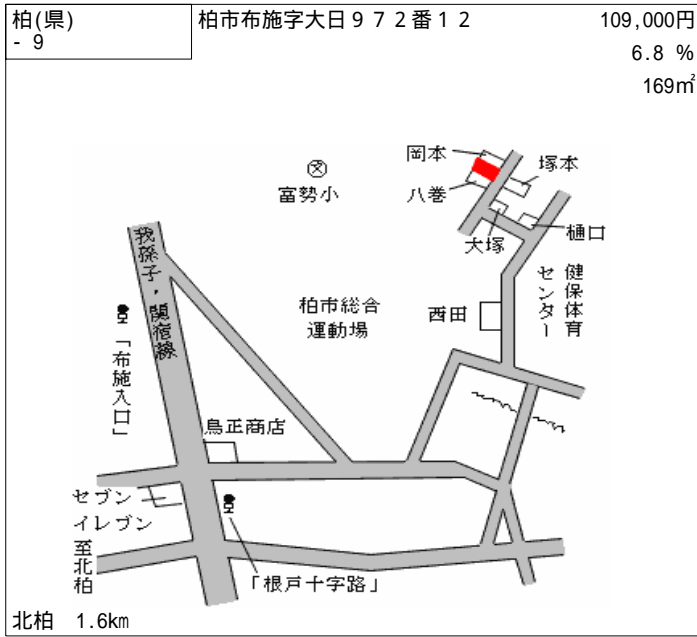 柏(県)
- 9
柏市布施字大日９７２番１２
109,000円
6.8 %
169㎡
岡本
塚本
富勢小
八巻
大塚
樋口
我孫子・関宿線
柏市総合
運動場
西田
健保体育
センター
「布施入口」
鳥正商店
セブン
イレブン
至北柏
「根戸十字路」
北柏 1.6km